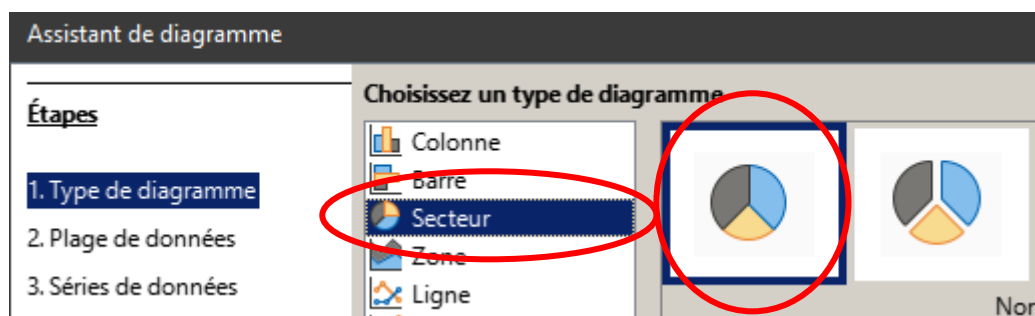 Assistant de diagramme
Étapes
1. Type de diagramme
2. Plage de données
3. Séries de données
Choisissez un type de diagramme
Colonne
Barre
Secteur
Zone
Ligne